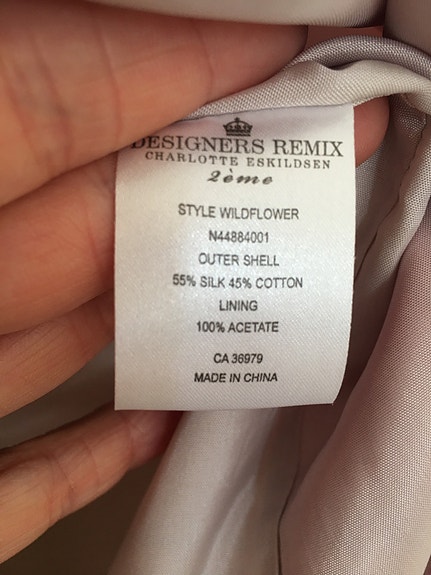 DESIGNERS REMIX
CHARLOTTE ESKILDSEN
2ème
STYLE WILDFLOWER
N44884001
OUTER SHELL
55% SILK 45% COTTON
LINING
100% ACETATE
CA 36979
MADE IN CHINA